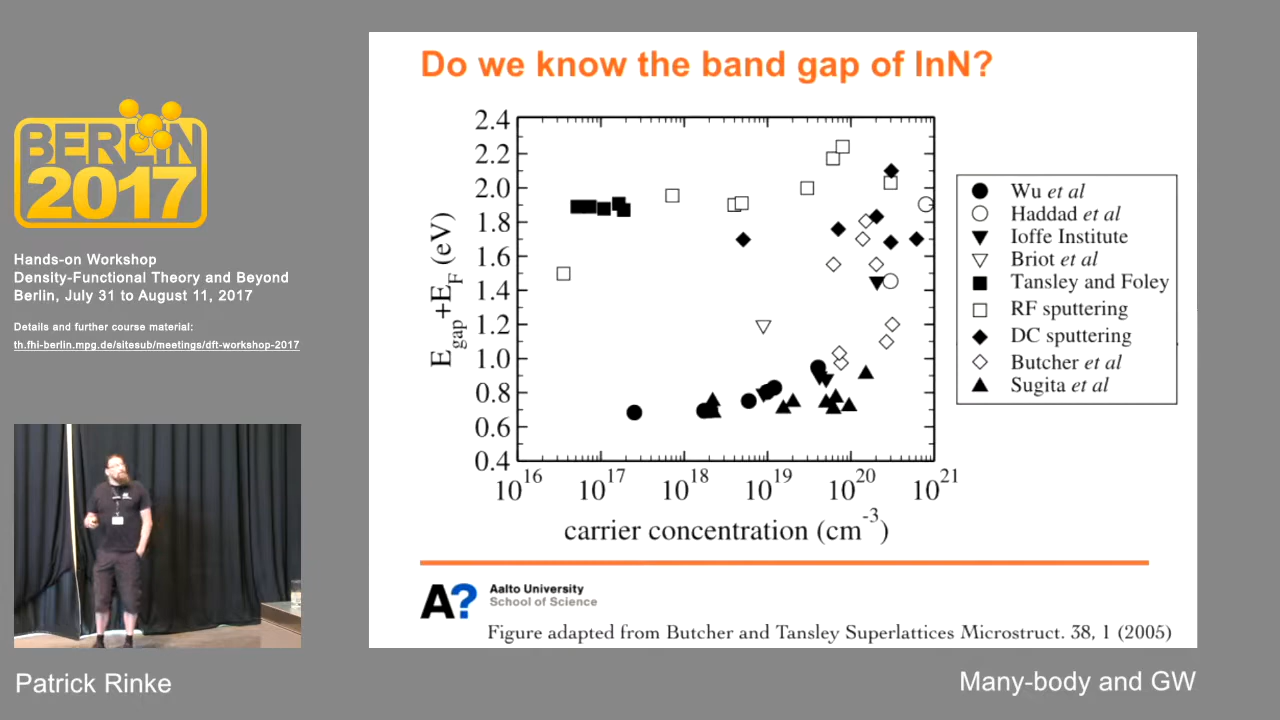 BERLIN
2017
Hands-on Workshop
Density-Functional Theory and Beyond
Berlin, July 31 to August 11, 2017
Details and further course material:
th.fhi-berlin.mpg.de/sitesub/meetings/dft-workshop-2017
Patrick Rinke
Do we know the band gap of InN?
E_gap+E_F (eV)
2.4
2.2
2.0
1.8
1.6
1.4
1.2
1.0
0.8
0.6
0.4
10^16 10^17 10^18 10^19 10^20 10^21
carrier concentration (cm^-3)
Wu et al
Haddad et al
Ioffe Institute
Briot et al
Tansley and Foley
RF sputtering
DC sputtering
Butcher et al
Sugita et al
A?
Aalto University
School of Science
Figure adapted from Butcher and Tansley Superlattices Microstruct. 38, 1 (2005)
Many-body and GW